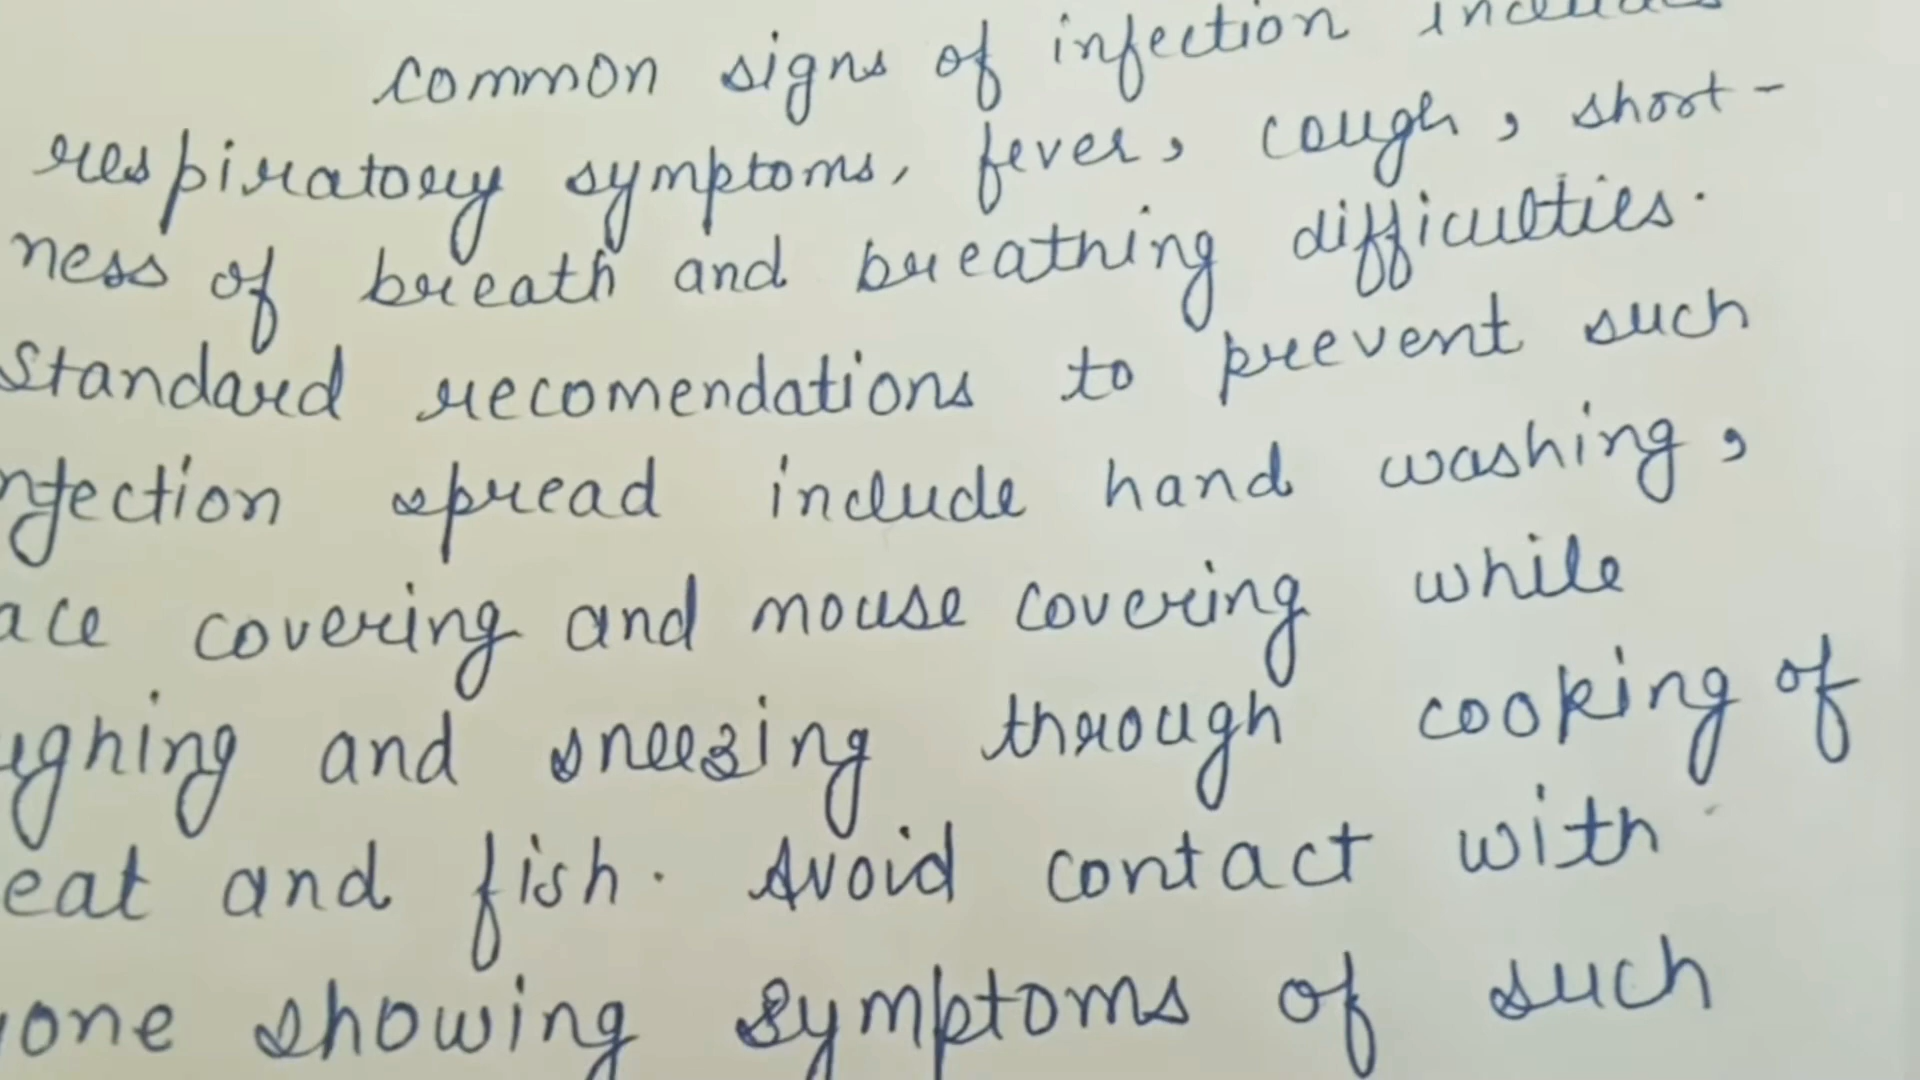 common signs of infection include
respiratory symptoms, fever, cough, short-
ness of breath and breathing difficulties.
Standard recomendations to prevent such
nfection spread include hand washing,
ace covering and mouse covering while
ughing and sneezing through cooking of
eat and fish. Avoid contact with
one showing symptoms of such